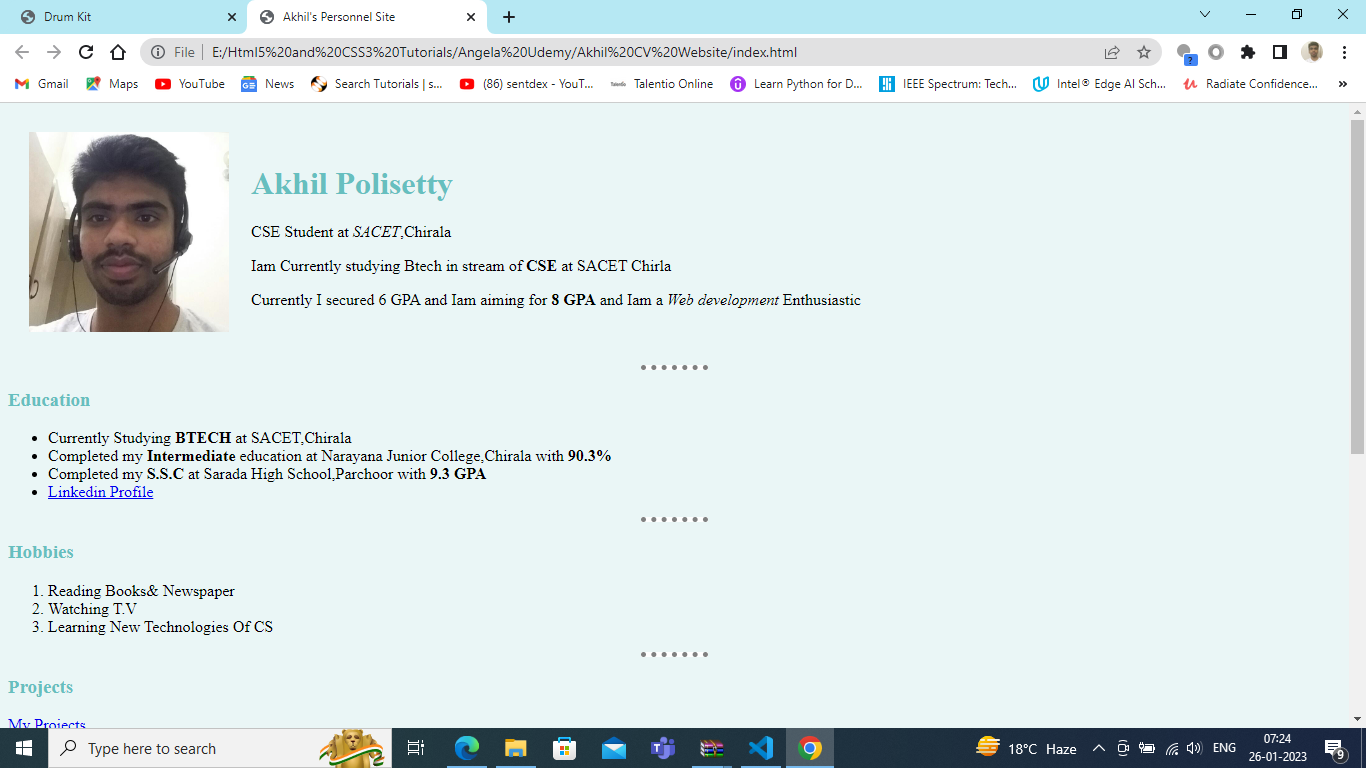 Drum Kit
Akhil's Personnel Site
File
E:/Html5%20and%20CSS3%20Tutorials/Angela%20Udemy/Akhil%20CV%20Website/index.html
?
Gmail
Maps
YouTube
News
Search Tutorials | s...
(86) sentdex - YouT...
Talentio Online
Learn Python for D...
IEEE Spectrum: Tech...
Intel® Edge AI Sch...
Radiate Confidence...
»
Akhil Polisetty
CSE Student at SACET,Chirala
Iam Currently studying Btech in stream of CSE at SACET Chirla
Currently I secured 6 GPA and Iam aiming for 8 GPA and Iam a Web development Enthusiastic
Education
• Currently Studying BTECH at SACET,Chirala
• Completed my Intermediate education at Narayana Junior College,Chirala with 90.3%
• Completed my S.S.C at Sarada High School,Parchoor with 9.3 GPA
• Linkedin Profile
Hobbies
1. Reading Books& Newspaper
2. Watching T.V
3. Learning New Technologies Of CS
Projects
My Projects
Type here to search
18°C Haze
ENG
07:24
26-01-2023
9